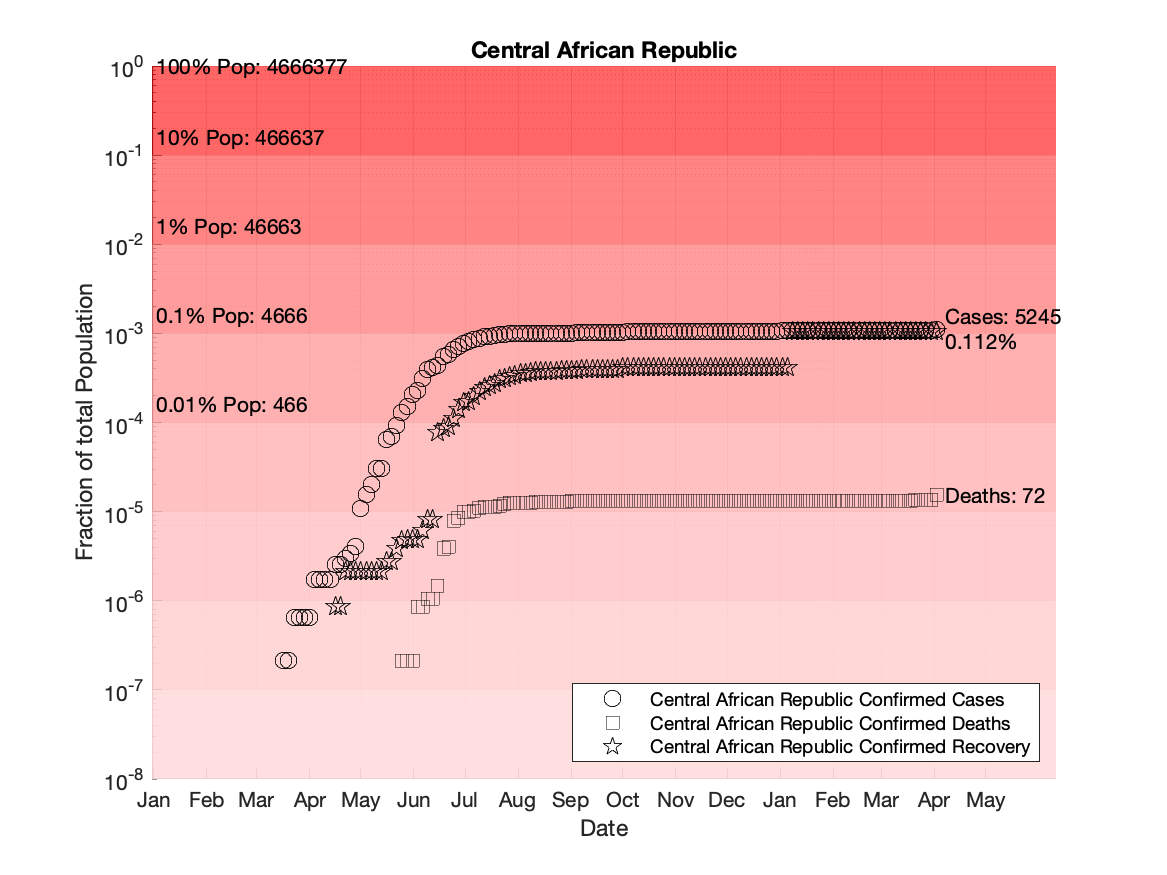 Central African Republic
10^0
100% Pop: 4666377
10% Pop: 466637
10^-1
1% Pop: 46663
10^-2
0.1% Pop: 4666
Cases: 5245
10^-3
0.112%
0.01% Pop: 466
10^-4
Deaths: 72
10^-5
10^-6
10^-7
10^-8
Fraction of total Population
Central African Republic Confirmed Cases
Central African Republic Confirmed Deaths
Central African Republic Confirmed Recovery
Jan Feb Mar Apr May Jun Jul Aug Sep Oct Nov Dec Jan Feb Mar Apr May
Date